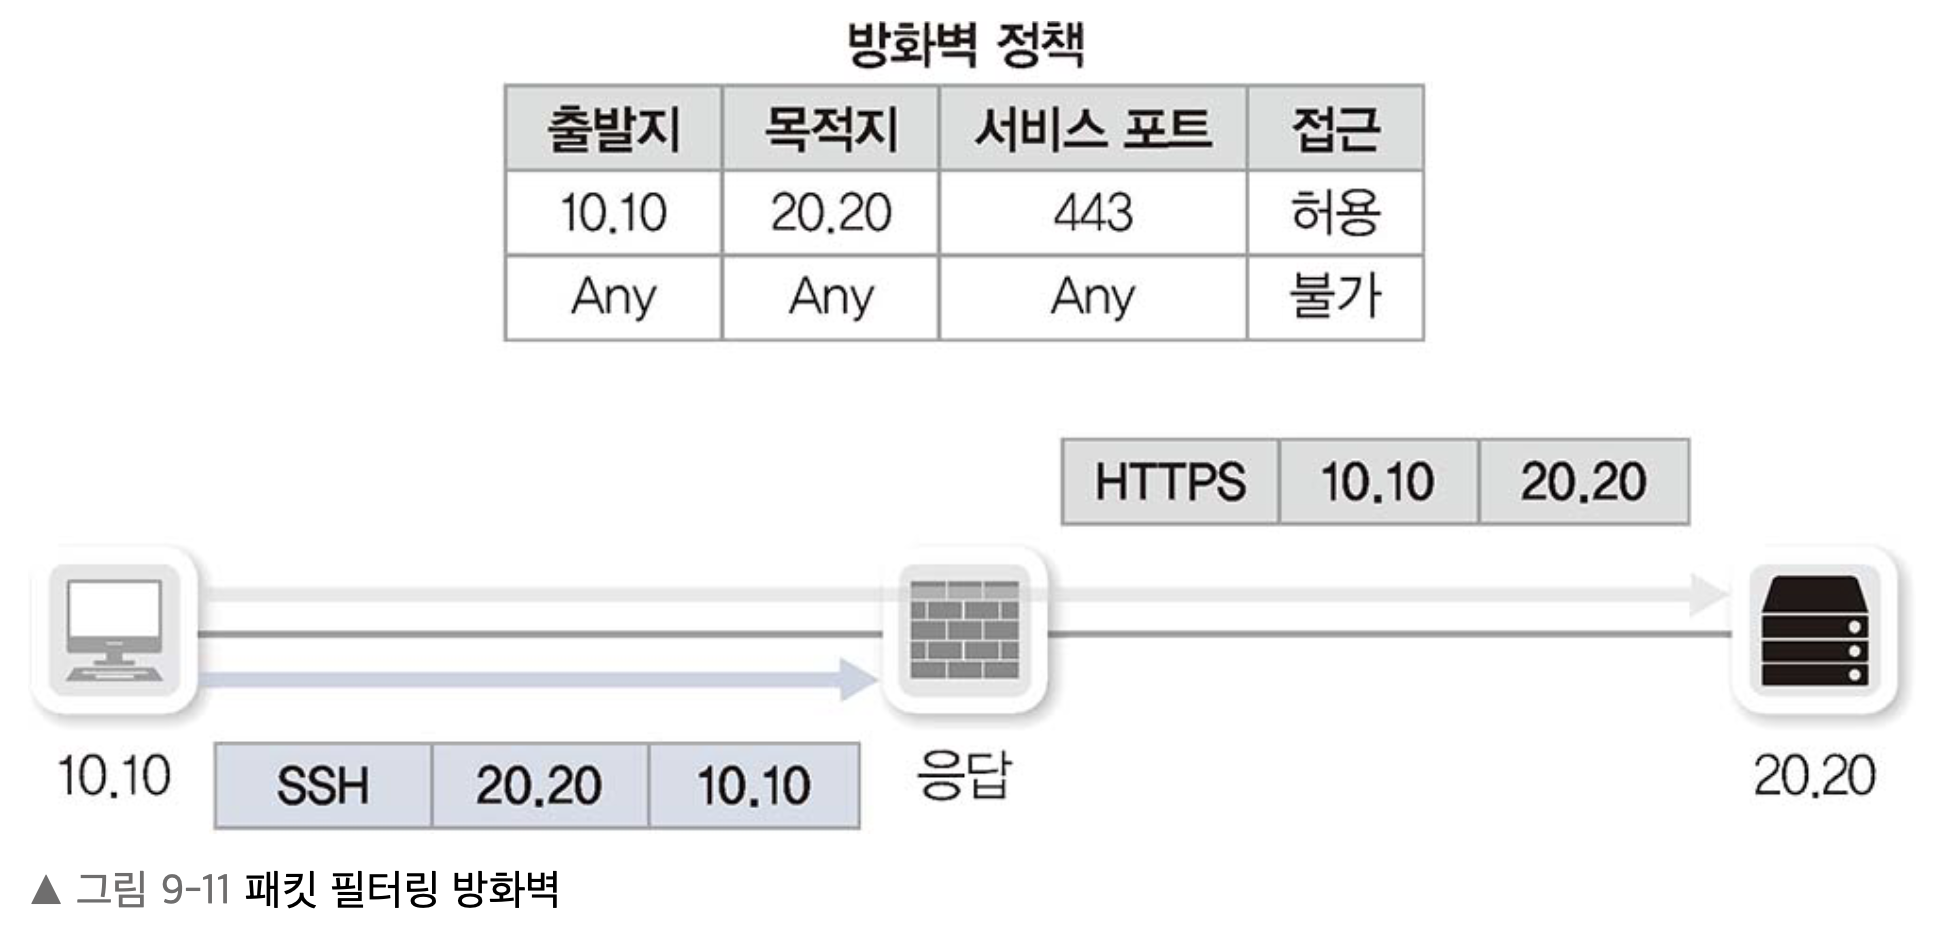 방화벽 정책
출발지 목적지 서비스 포트 접근
10.10 20.20 443 허용
Any Any Any 불가
HTTPS 10.10 20.20
10.10 SSH 20.20 10.10 응답 20.20
▲ 그림 9-11 패킷 필터링 방화벽